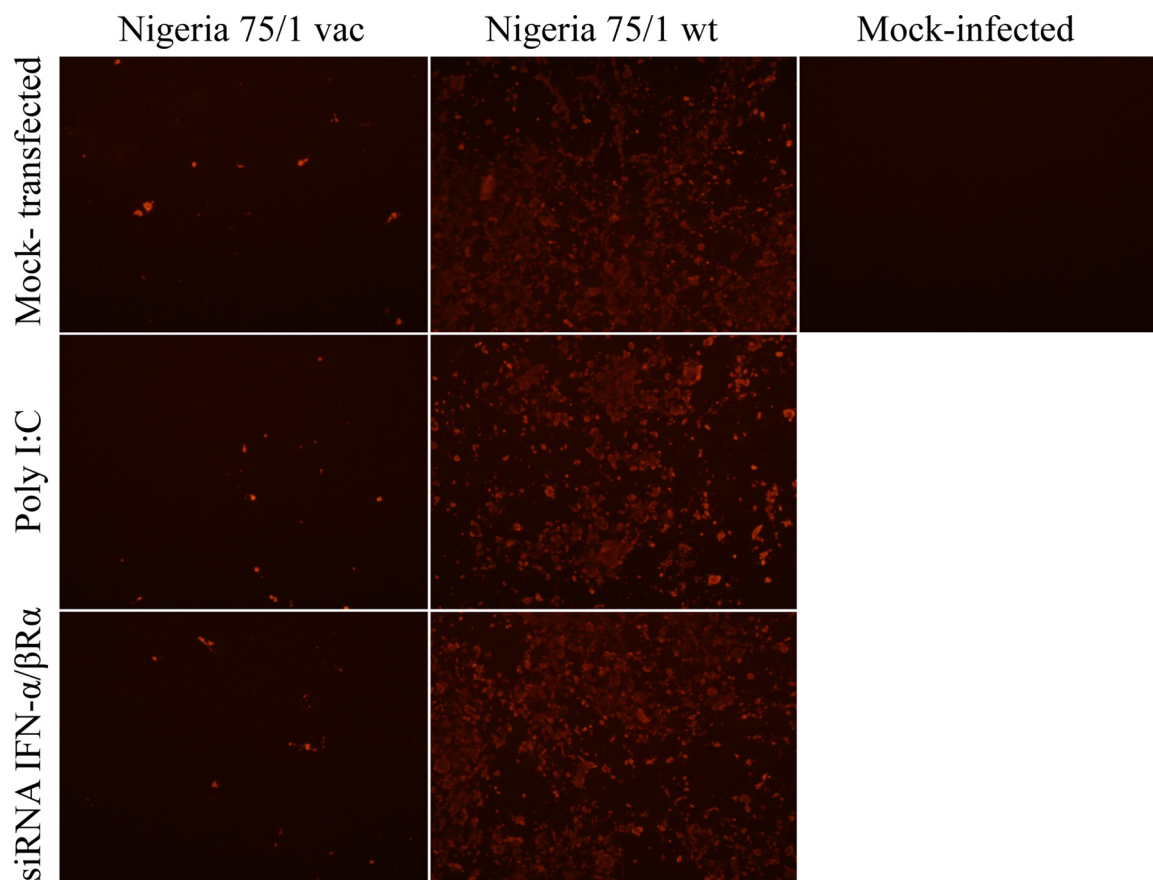 Nigeria 75/1 vac
Nigeria 75/1 wt
Mock-infected
Mock- transfected
Poly I:C
siRNA IFN-α/βRα